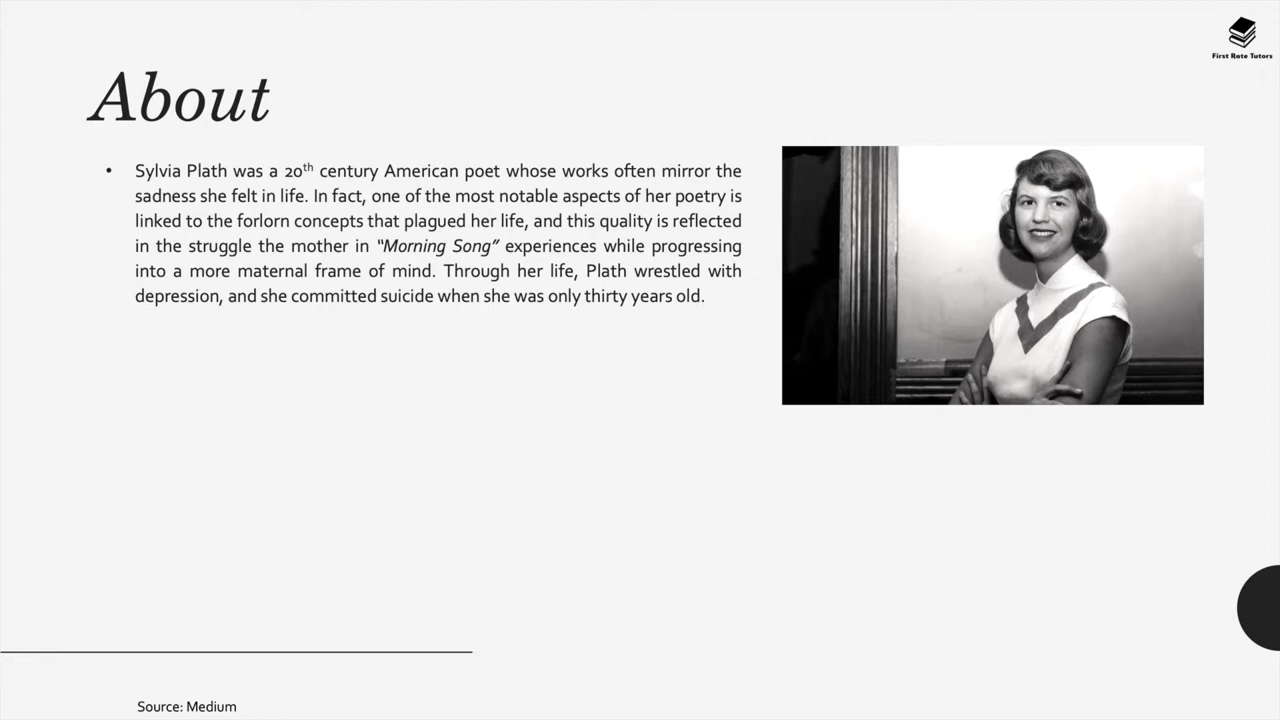 First Rate Tutors
About
• Sylvia Plath was a 20th century American poet whose works often mirror the
sadness she felt in life. In fact, one of the most notable aspects of her poetry is
linked to the forlorn concepts that plagued her life, and this quality is reflected
in the struggle the mother in “Morning Song” experiences while progressing
into a more maternal frame of mind. Through her life, Plath wrestled with
depression, and she committed suicide when she was only thirty years old.
Source: Medium